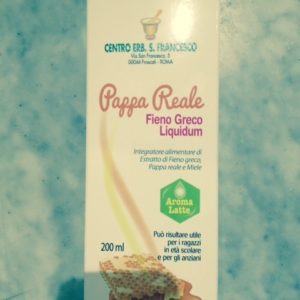 CENTRO ERB. S. FRANCESCO
Via San Francesco, 5
00044 Frascati - ROMA
Pappa Reale
Fieno Greco
Liquidum
Integratore alimentare di
Estratto di Fieno greco,
Pappa reale e Miele
Aroma
Latte
Può risultare utile
per i ragazzi
in età scolare
e per gli anziani
200 ml